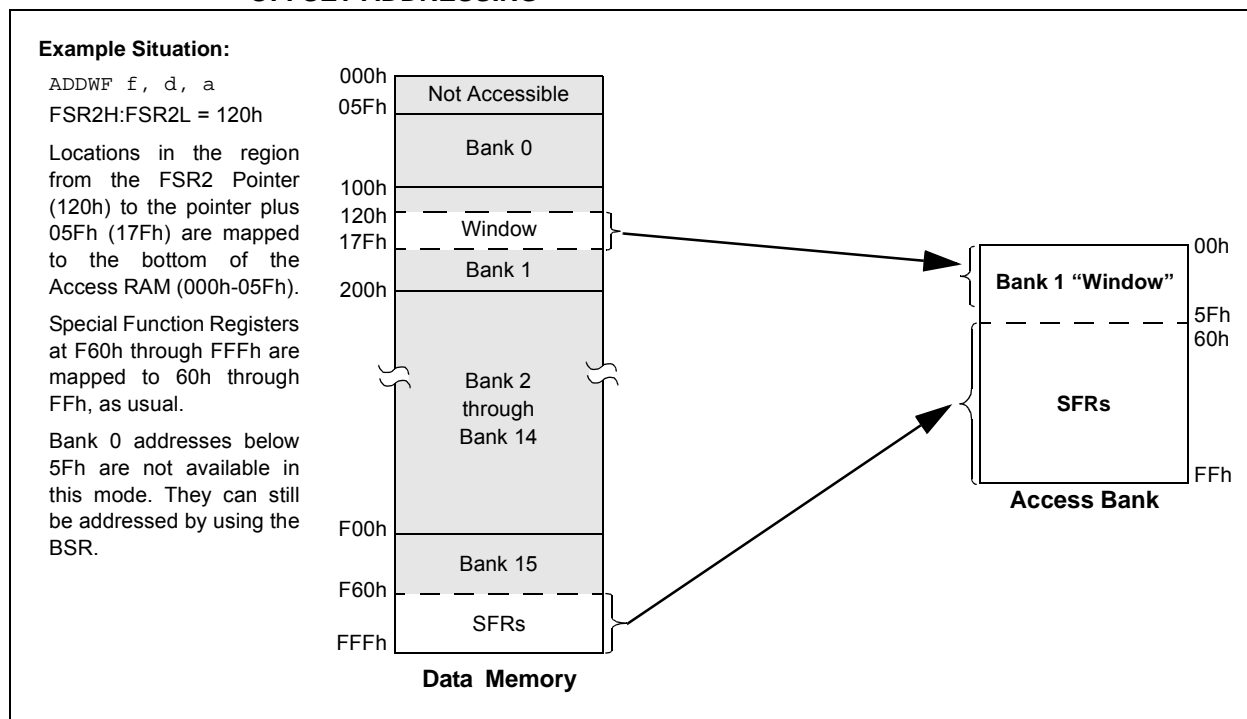 Example Situation:
ADDWF f, d, a
FSR2H:FSR2L = 120h
Locations in the region
from the FSR2 Pointer
(120h) to the pointer plus
05Fh (17Fh) are mapped
to the bottom of the
Access RAM (000h-05Fh).
Special Function Registers
at F60h through FFFh are
mapped to 60h through
FFh, as usual.
Bank 0 addresses below
5Fh are not available in
this mode. They can still
be addressed by using the
BSR.
000h
Not Accessible
05Fh
Bank 0
100h
120h
Window
17Fh
Bank 1
200h
Bank 2
through
Bank 14
F00h
Bank 15
F60h
SFRs
FFFh
Data Memory
00h
Bank 1 “Window”
5Fh
60h
SFRs
FFh
Access Bank